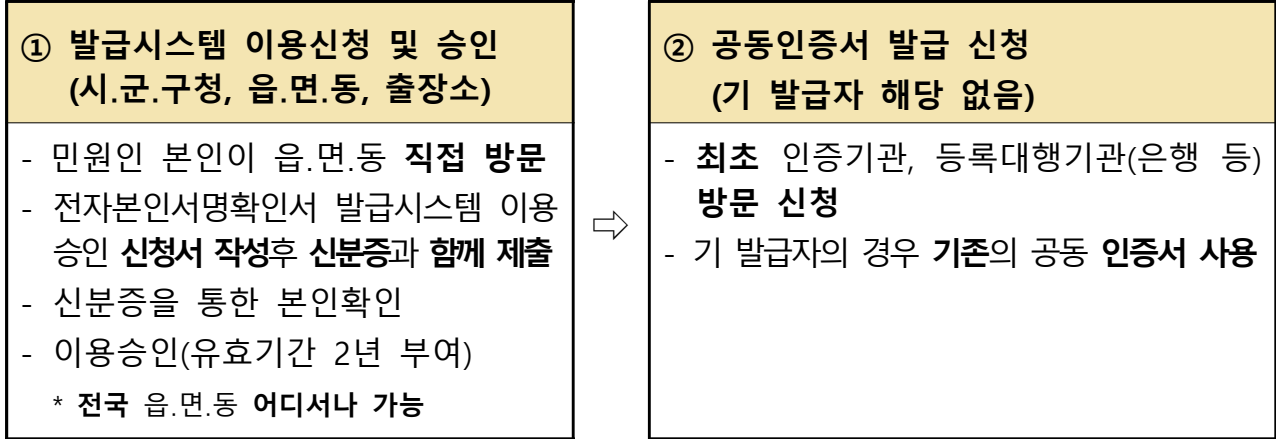 ① 발급시스템 이용신청 및 승인
(시.군.구청, 읍.면.동, 출장소)
- 민원인 본인이 읍.면.동 직접 방문
- 전자본인서명확인서 발급시스템 이용
승인 신청서 작성후 신분증과 함께 제출
- 신분증을 통한 본인확인
- 이용승인(유효기간 2년 부여)
* 전국 읍.면.동 어디서나 가능
⇨
② 공동인증서 발급 신청
(기 발급자 해당 없음)
- 최초 인증기관, 등록대행기관(은행 등)
방문 신청
- 기 발급자의 경우 기존의 공동 인증서 사용